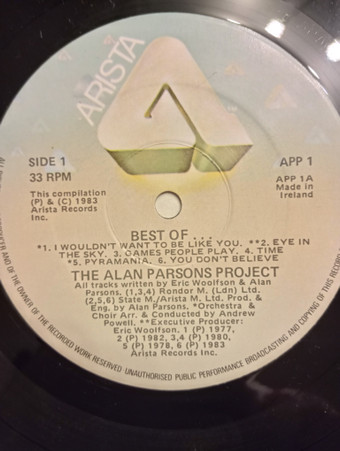 ARISTA
SIDE 1
33 RPM
This compilation
(P) & (C) 1983
Arista Records
Inc.
APP 1
APP 1A
Made in
Ireland
BEST OF...
*1. I WOULDN'T WANT TO BE LIKE YOU. **2. EYE IN
THE SKY. 3. GAMES PEOPLE PLAY. 4. TIME
*5. PYRAMANIA. 6. YOU DON'T BELIEVE
THE ALAN PARSONS PROJECT
All tracks written by Eric Woolfson & Alan
Parsons. (1,3,4) Rondor M. (Ldn) Ltd.
(2,5,6) State M./Arista M. Ltd. Prod. &
Eng. by Alan Parsons. *Orchestra &
Choir Arr. & Conducted by Andrew
Powell. **Executive Producer:
Eric Woolfson. 1 (P) 1977,
2 (P) 1982, 3,4 (P) 1980,
5 (P) 1978, 6 (P) 1983
Arista Records Inc.
AND OF THE OWNER OF THE RECORDED WORK RESERVED UNAUTHORISED PUBLIC PERFORMANCE BROADCASTING AND COPYING OF THIS RECORD